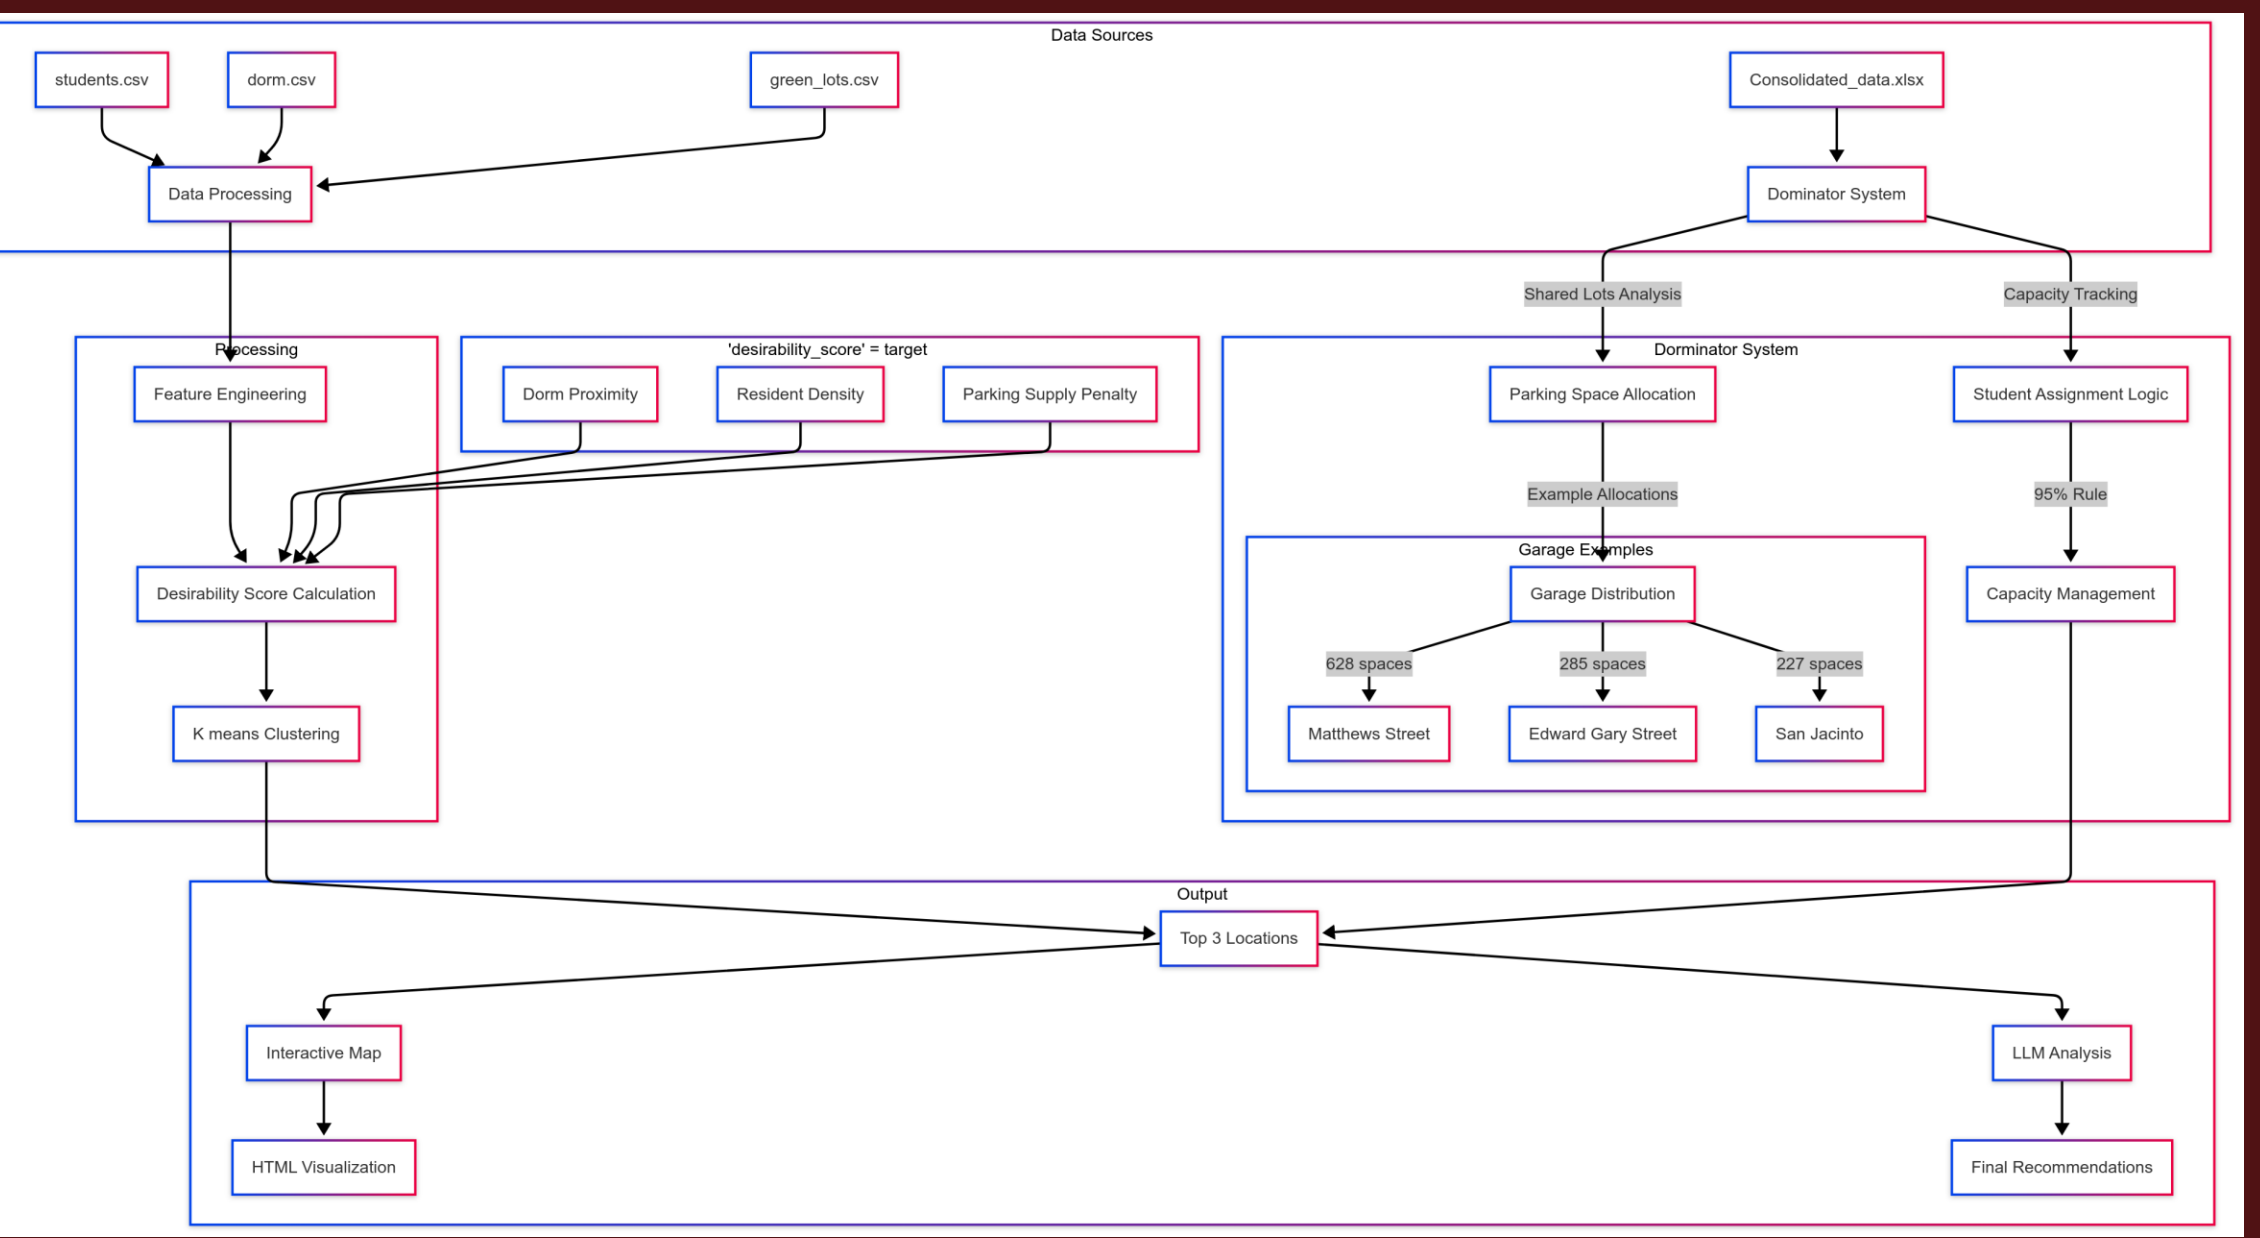 Data Sources
students.csv
dorm.csv
green_lots.csv
Consolidated_data.xlsx
Data Processing
Dominator System
Shared Lots Analysis
Capacity Tracking
Processing
'desirability_score' = target
Dorminator System
Feature Engineering
Dorm Proximity
Resident Density
Parking Supply Penalty
Parking Space Allocation
Student Assignment Logic
Example Allocations
95% Rule
Garage Examples
Desirability Score Calculation
Garage Distribution
Capacity Management
628 spaces
285 spaces
227 spaces
K means Clustering
Matthews Street
Edward Gary Street
San Jacinto
Output
Top 3 Locations
Interactive Map
LLM Analysis
HTML Visualization
Final Recommendations